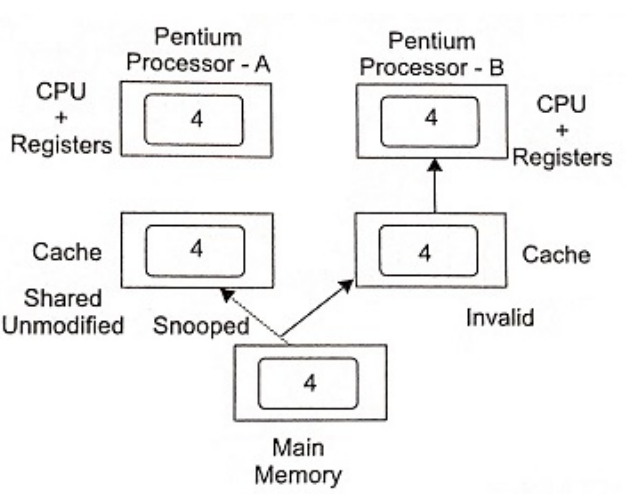 Pentium
Processor - A
Pentium
Processor - B
CPU
+
Registers
4
4
CPU
+
Registers
Cache
4
4
Cache
Shared
Unmodified
Snooped
Invalid
4
Main
Memory